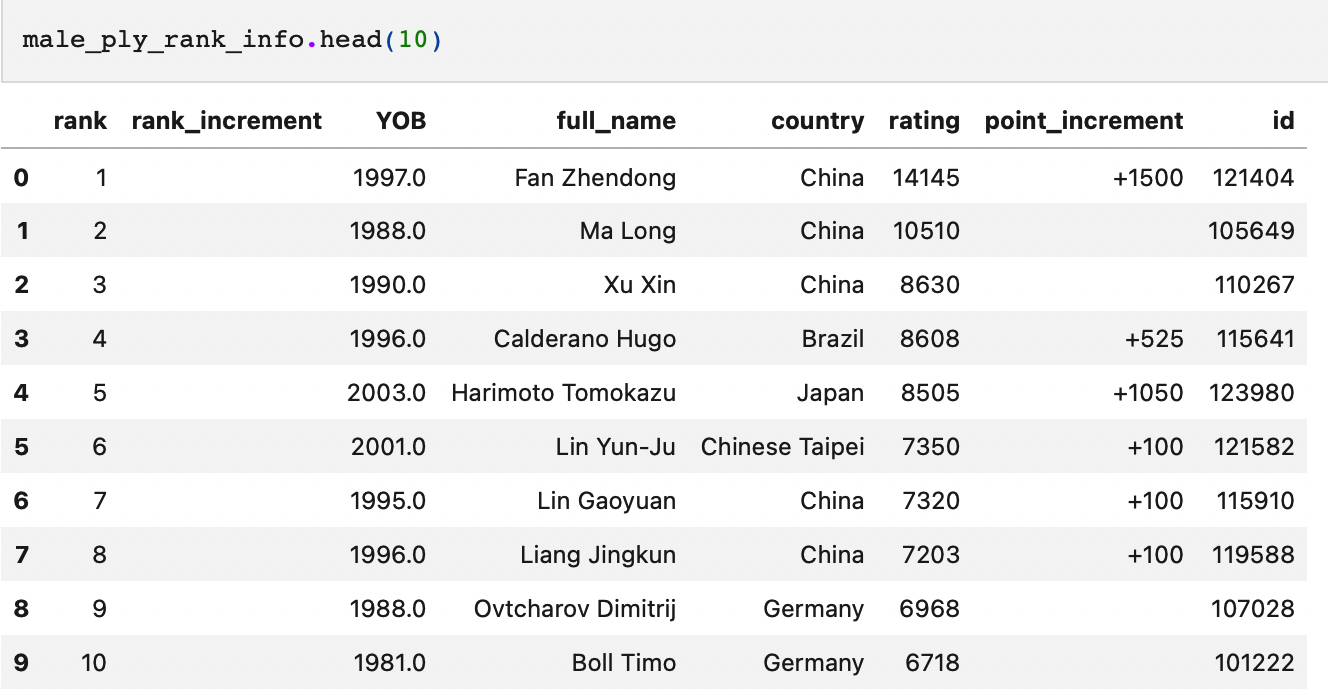 male_ply_rank_info.head(10)
rank rank_increment YOB full_name country rating point_increment id
0 1 1997.0 Fan Zhendong China 14145 +1500 121404
1 2 1988.0 Ma Long China 10510 105649
2 3 1990.0 Xu Xin China 8630 110267
3 4 1996.0 Calderano Hugo Brazil 8608 +525 115641
4 5 2003.0 Harimoto Tomokazu Japan 8505 +1050 123980
5 6 2001.0 Lin Yun-Ju Chinese Taipei 7350 +100 121582
6 7 1995.0 Lin Gaoyuan China 7320 +100 115910
7 8 1996.0 Liang Jingkun China 7203 +100 119588
8 9 1988.0 Ovtcharov Dimitrij Germany 6968 107028
9 10 1981.0 Boll Timo Germany 6718 101222